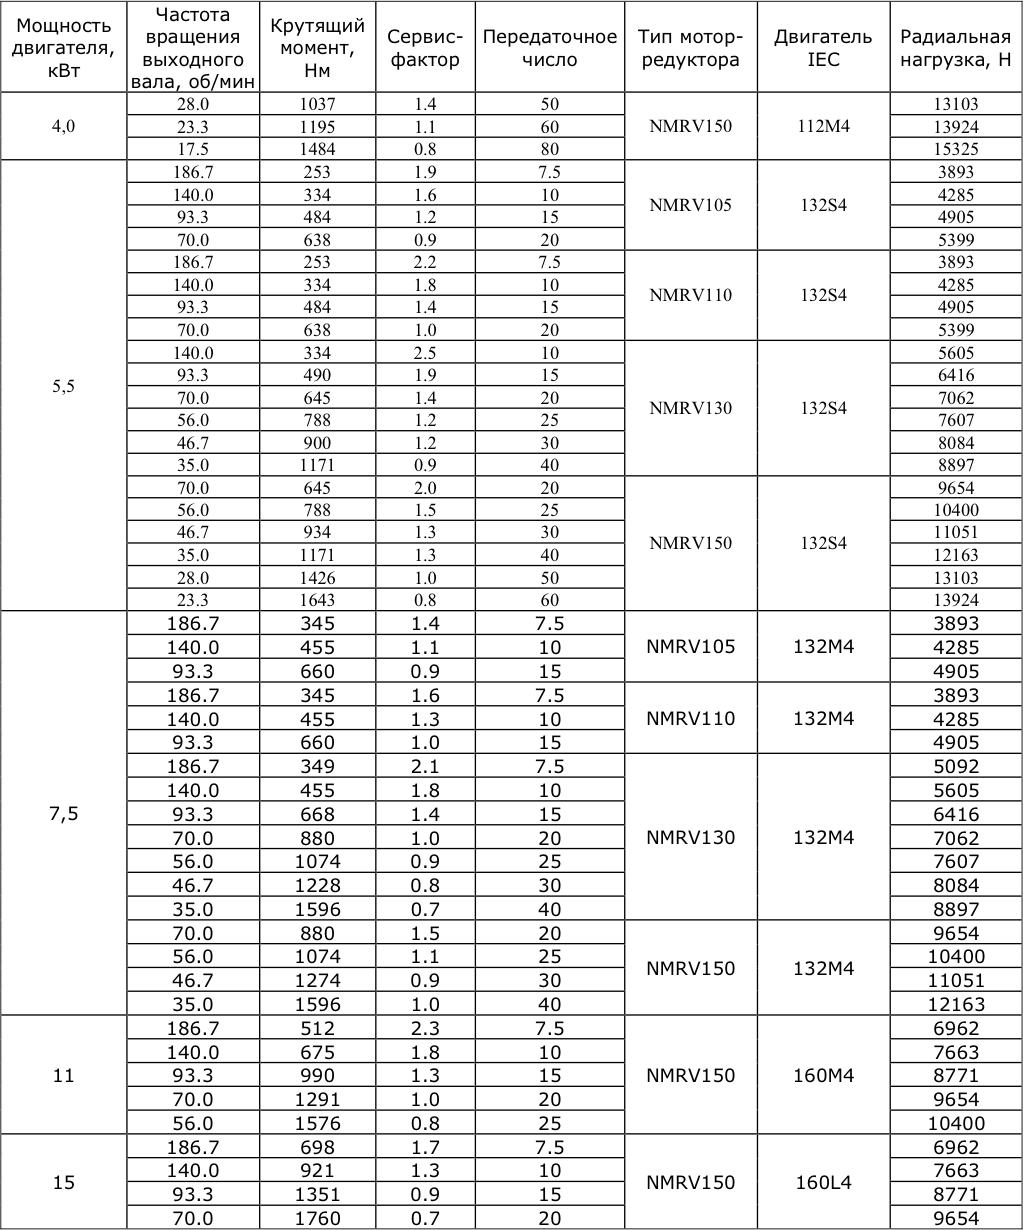 Мощность двигателя, кВт | Частота вращения выходного вала, об/мин | Крутящий момент, Нм | Сервис-фактор | Передаточное число | Тип мотор-редуктора | Двигатель IEC | Радиальная нагрузка, Н
4,0 | 28.0 | 1037 | 1.4 | 50 | NMRV150 | 112M4 | 13103
23.3 | 1195 | 1.1 | 60 | 13924
17.5 | 1484 | 0.8 | 80 | 15325
5,5 | 186.7 | 253 | 1.9 | 7.5 | NMRV105 | 132S4 | 3893
140.0 | 334 | 1.6 | 10 | 4285
93.3 | 484 | 1.2 | 15 | 4905
70.0 | 638 | 0.9 | 20 | 5399
186.7 | 253 | 2.2 | 7.5 | NMRV110 | 132S4 | 3893
140.0 | 334 | 1.8 | 10 | 4285
93.3 | 484 | 1.4 | 15 | 4905
70.0 | 638 | 1.0 | 20 | 5399
140.0 | 334 | 2.5 | 10 | NMRV130 | 132S4 | 5605
93.3 | 490 | 1.9 | 15 | 6416
70.0 | 645 | 1.4 | 20 | 7062
56.0 | 788 | 1.2 | 25 | 7607
46.7 | 900 | 1.2 | 30 | 8084
35.0 | 1171 | 0.9 | 40 | 8897
70.0 | 645 | 2.0 | 20 | NMRV150 | 132S4 | 9654
56.0 | 788 | 1.5 | 25 | 10400
46.7 | 934 | 1.3 | 30 | 11051
35.0 | 1171 | 1.3 | 40 | 12163
28.0 | 1426 | 1.0 | 50 | 13103
23.3 | 1643 | 0.8 | 60 | 13924
7,5 | 186.7 | 345 | 1.4 | 7.5 | NMRV105 | 132M4 | 3893
140.0 | 455 | 1.1 | 10 | 4285
93.3 | 660 | 0.9 | 15 | 4905
186.7 | 345 | 1.6 | 7.5 | NMRV110 | 132M4 | 3893
140.0 | 455 | 1.3 | 10 | 4285
93.3 | 660 | 1.0 | 15 | 4905
186.7 | 349 | 2.1 | 7.5 | NMRV130 | 132M4 | 5092
140.0 | 455 | 1.8 | 10 | 5605
93.3 | 668 | 1.4 | 15 | 6416
70.0 | 880 | 1.0 | 20 | 7062
56.0 | 1074 | 0.9 | 25 | 7607
46.7 | 1228 | 0.8 | 30 | 8084
35.0 | 1596 | 0.7 | 40 | 8897
70.0 | 880 | 1.5 | 20 | NMRV150 | 132M4 | 9654
56.0 | 1074 | 1.1 | 25 | 10400
46.7 | 1274 | 0.9 | 30 | 11051
35.0 | 1596 | 1.0 | 40 | 12163
11 | 186.7 | 512 | 2.3 | 7.5 | NMRV150 | 160M4 | 6962
140.0 | 675 | 1.8 | 10 | 7663
93.3 | 990 | 1.3 | 15 | 8771
70.0 | 1291 | 1.0 | 20 | 9654
56.0 | 1576 | 0.8 | 25 | 10400
15 | 186.7 | 698 | 1.7 | 7.5 | NMRV150 | 160L4 | 6962
140.0 | 921 | 1.3 | 10 | 7663
93.3 | 1351 | 0.9 | 15 | 8771
70.0 | 1760 | 0.7 | 20 | 9654